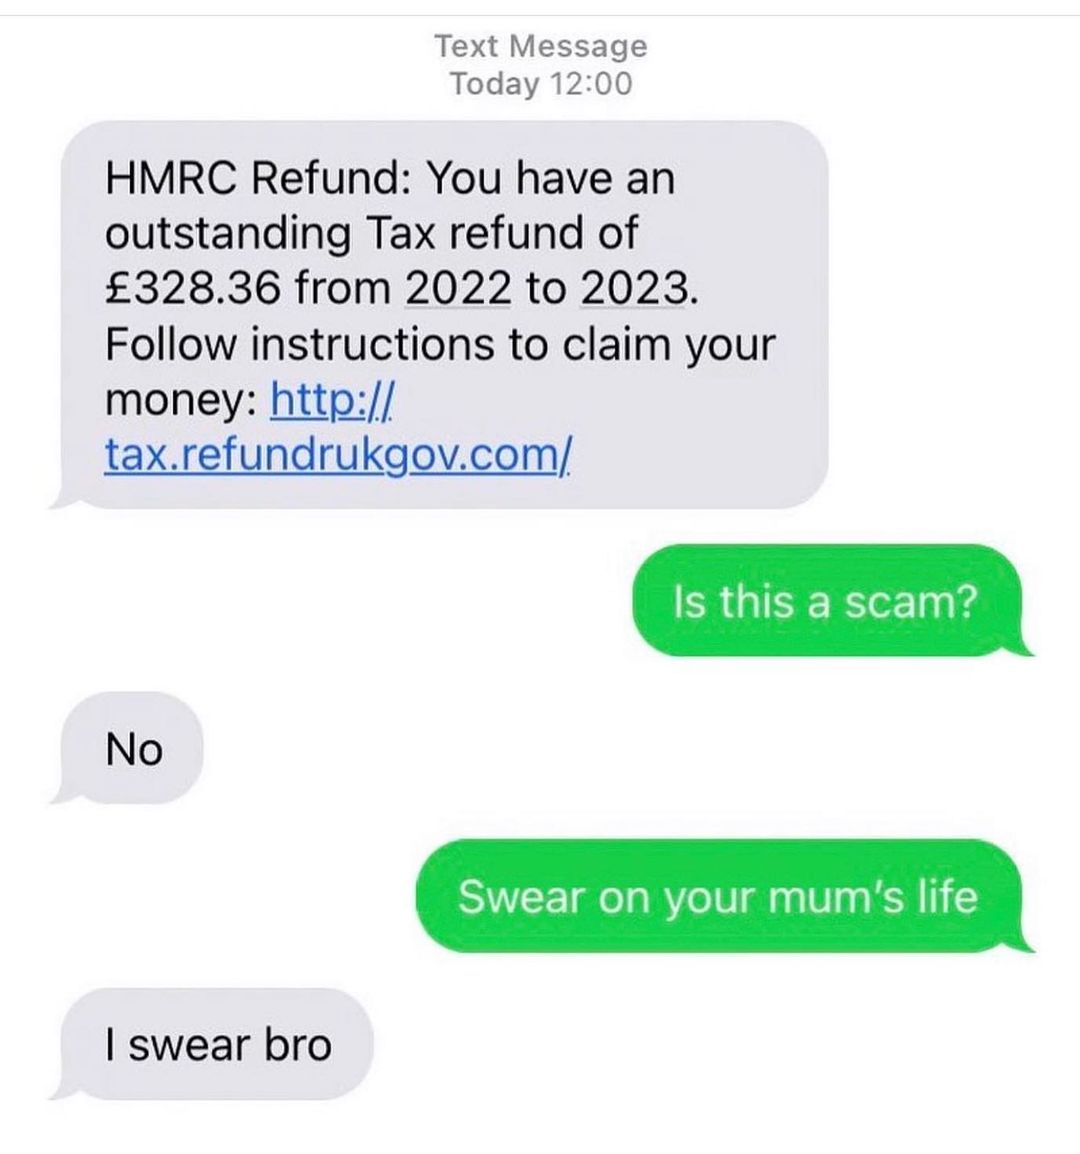 Text Message
Today 12:00
HMRC Refund: You have an
outstanding Tax refund of
£328.36 from 2022 to 2023.
Follow instructions to claim your
money: http://
tax.refundrukgov.com/
Is this a scam?
No
Swear on your mum's life
I swear bro